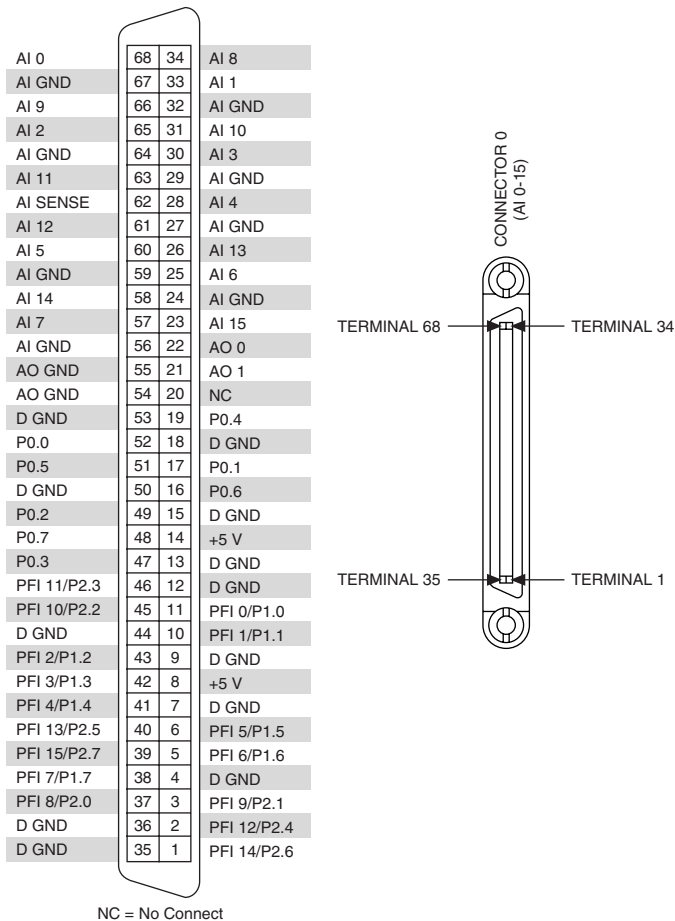 AI 0 68 34 AI 8
AI GND 67 33 AI 1
AI 9 66 32 AI GND
AI 2 65 31 AI 10
AI GND 64 30 AI 3
AI 11 63 29 AI GND
AI SENSE 62 28 AI 4
AI 12 61 27 AI GND
AI 5 60 26 AI 13
AI GND 59 25 AI 6
AI 14 58 24 AI GND
AI 7 57 23 AI 15
AI GND 56 22 AO 0
AO GND 55 21 AO 1
AO GND 54 20 NC
D GND 53 19 P0.4
P0.0 52 18 D GND
P0.5 51 17 P0.1
D GND 50 16 P0.6
P0.2 49 15 D GND
P0.7 48 14 +5 V
P0.3 47 13 D GND
PFI 11/P2.3 46 12 D GND
PFI 10/P2.2 45 11 PFI 0/P1.0
D GND 44 10 PFI 1/P1.1
PFI 2/P1.2 43 9 D GND
PFI 3/P1.3 42 8 +5 V
PFI 4/P1.4 41 7 D GND
PFI 13/P2.5 40 6 PFI 5/P1.5
PFI 15/P2.7 39 5 PFI 6/P1.6
PFI 7/P1.7 38 4 D GND
PFI 8/P2.0 37 3 PFI 9/P2.1
D GND 36 2 PFI 12/P2.4
D GND 35 1 PFI 14/P2.6
NC = No Connect
CONNECTOR 0
(AI 0-15)
TERMINAL 68 TERMINAL 34
TERMINAL 35 TERMINAL 1